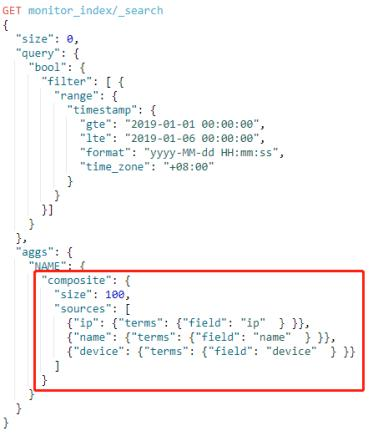 GET monitor_index/_search
{
  "size": 0,
  "query": {
    "bool": {
      "filter": [ {
        "range": {
          "timestamp": {
            "gte": "2019-01-01 00:00:00",
            "lte": "2019-01-06 00:00:00",
            "format": "yyyy-MM-dd HH:mm:ss",
            "time_zone": "+08:00"
          }
        }
      }]
    }
  },
  "aggs": {
    "NAME": {
      "composite": {
        "size": 100,
        "sources": [
          {"ip": {"terms": {"field": "ip"  } }},
          {"name": {"terms": {"field": "name"  } }},
          {"device": {"terms": {"field": "device"  } }}
        ]
      }
    }
  }
}